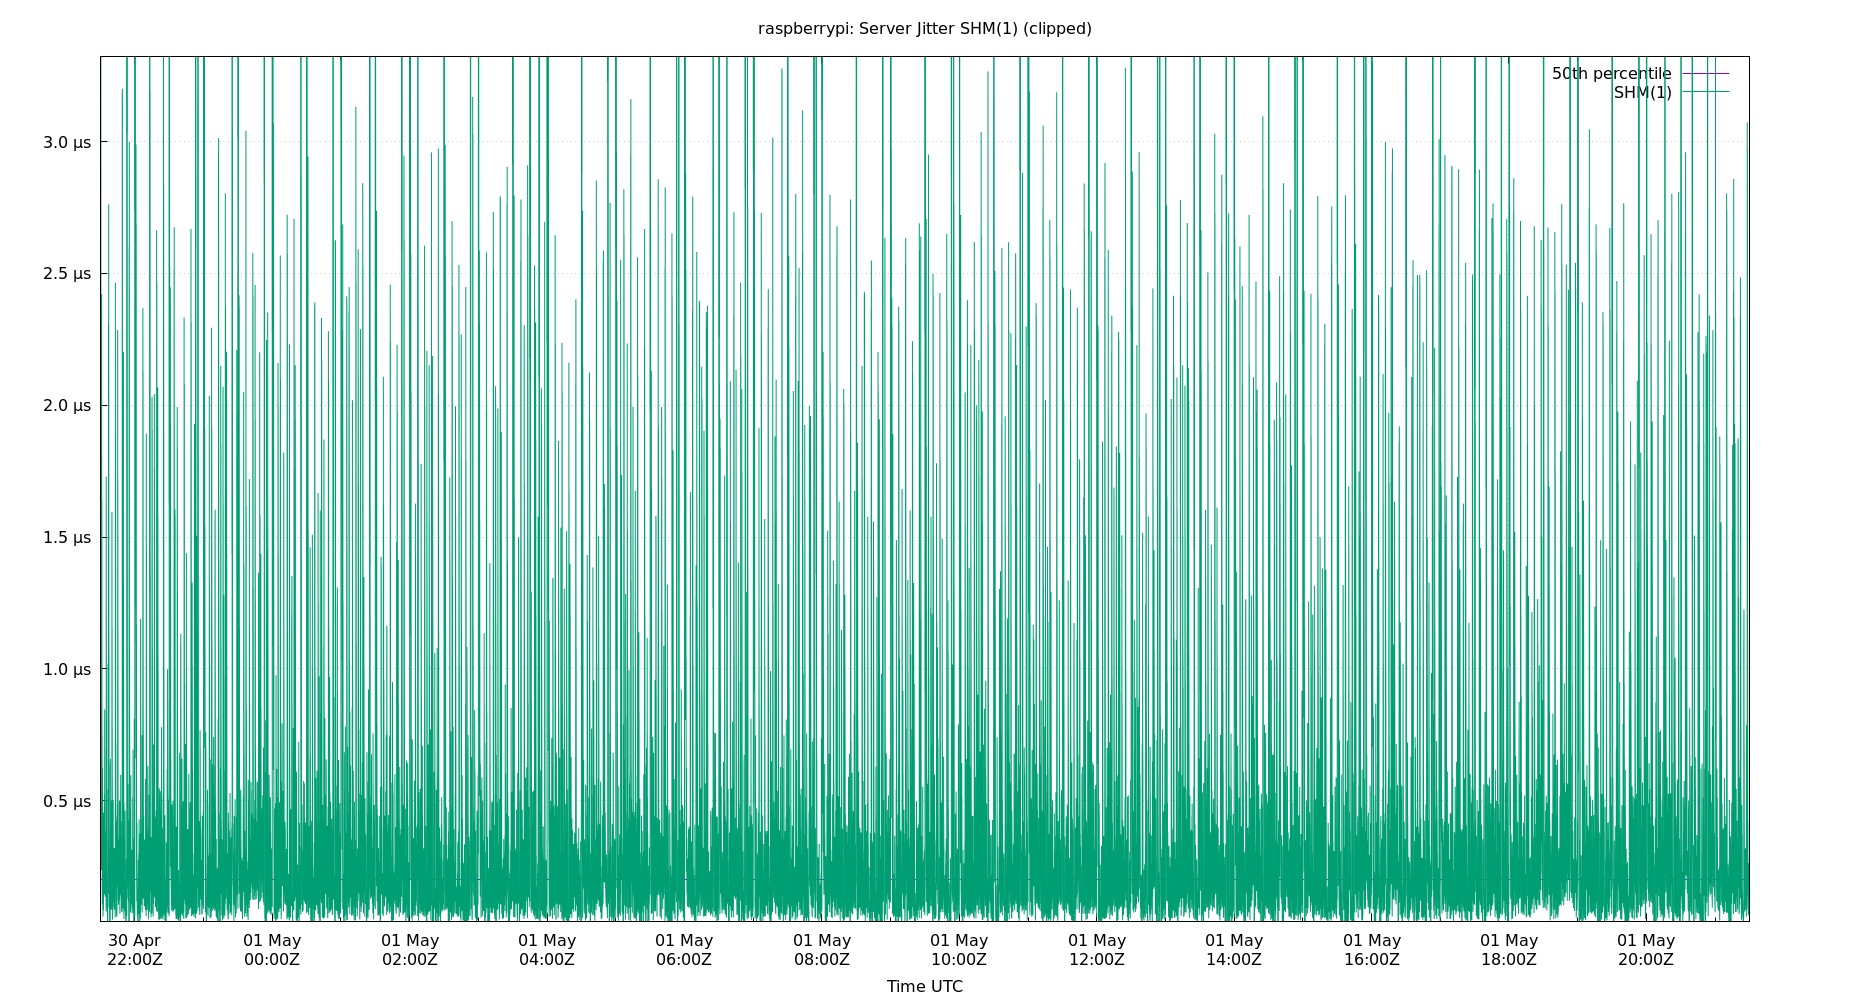 raspberrypi: Server Jitter SHM(1) (clipped)
50th percentile
SHM(1)
3.0 µs
2.5 µs
2.0 µs
1.5 µs
1.0 µs
0.5 µs
30 Apr 01 May 01 May 01 May 01 May 01 May 01 May 01 May 01 May 01 May 01 May 01 May
22:00Z 00:00Z 02:00Z 04:00Z 06:00Z 08:00Z 10:00Z 12:00Z 14:00Z 16:00Z 18:00Z 20:00Z
Time UTC